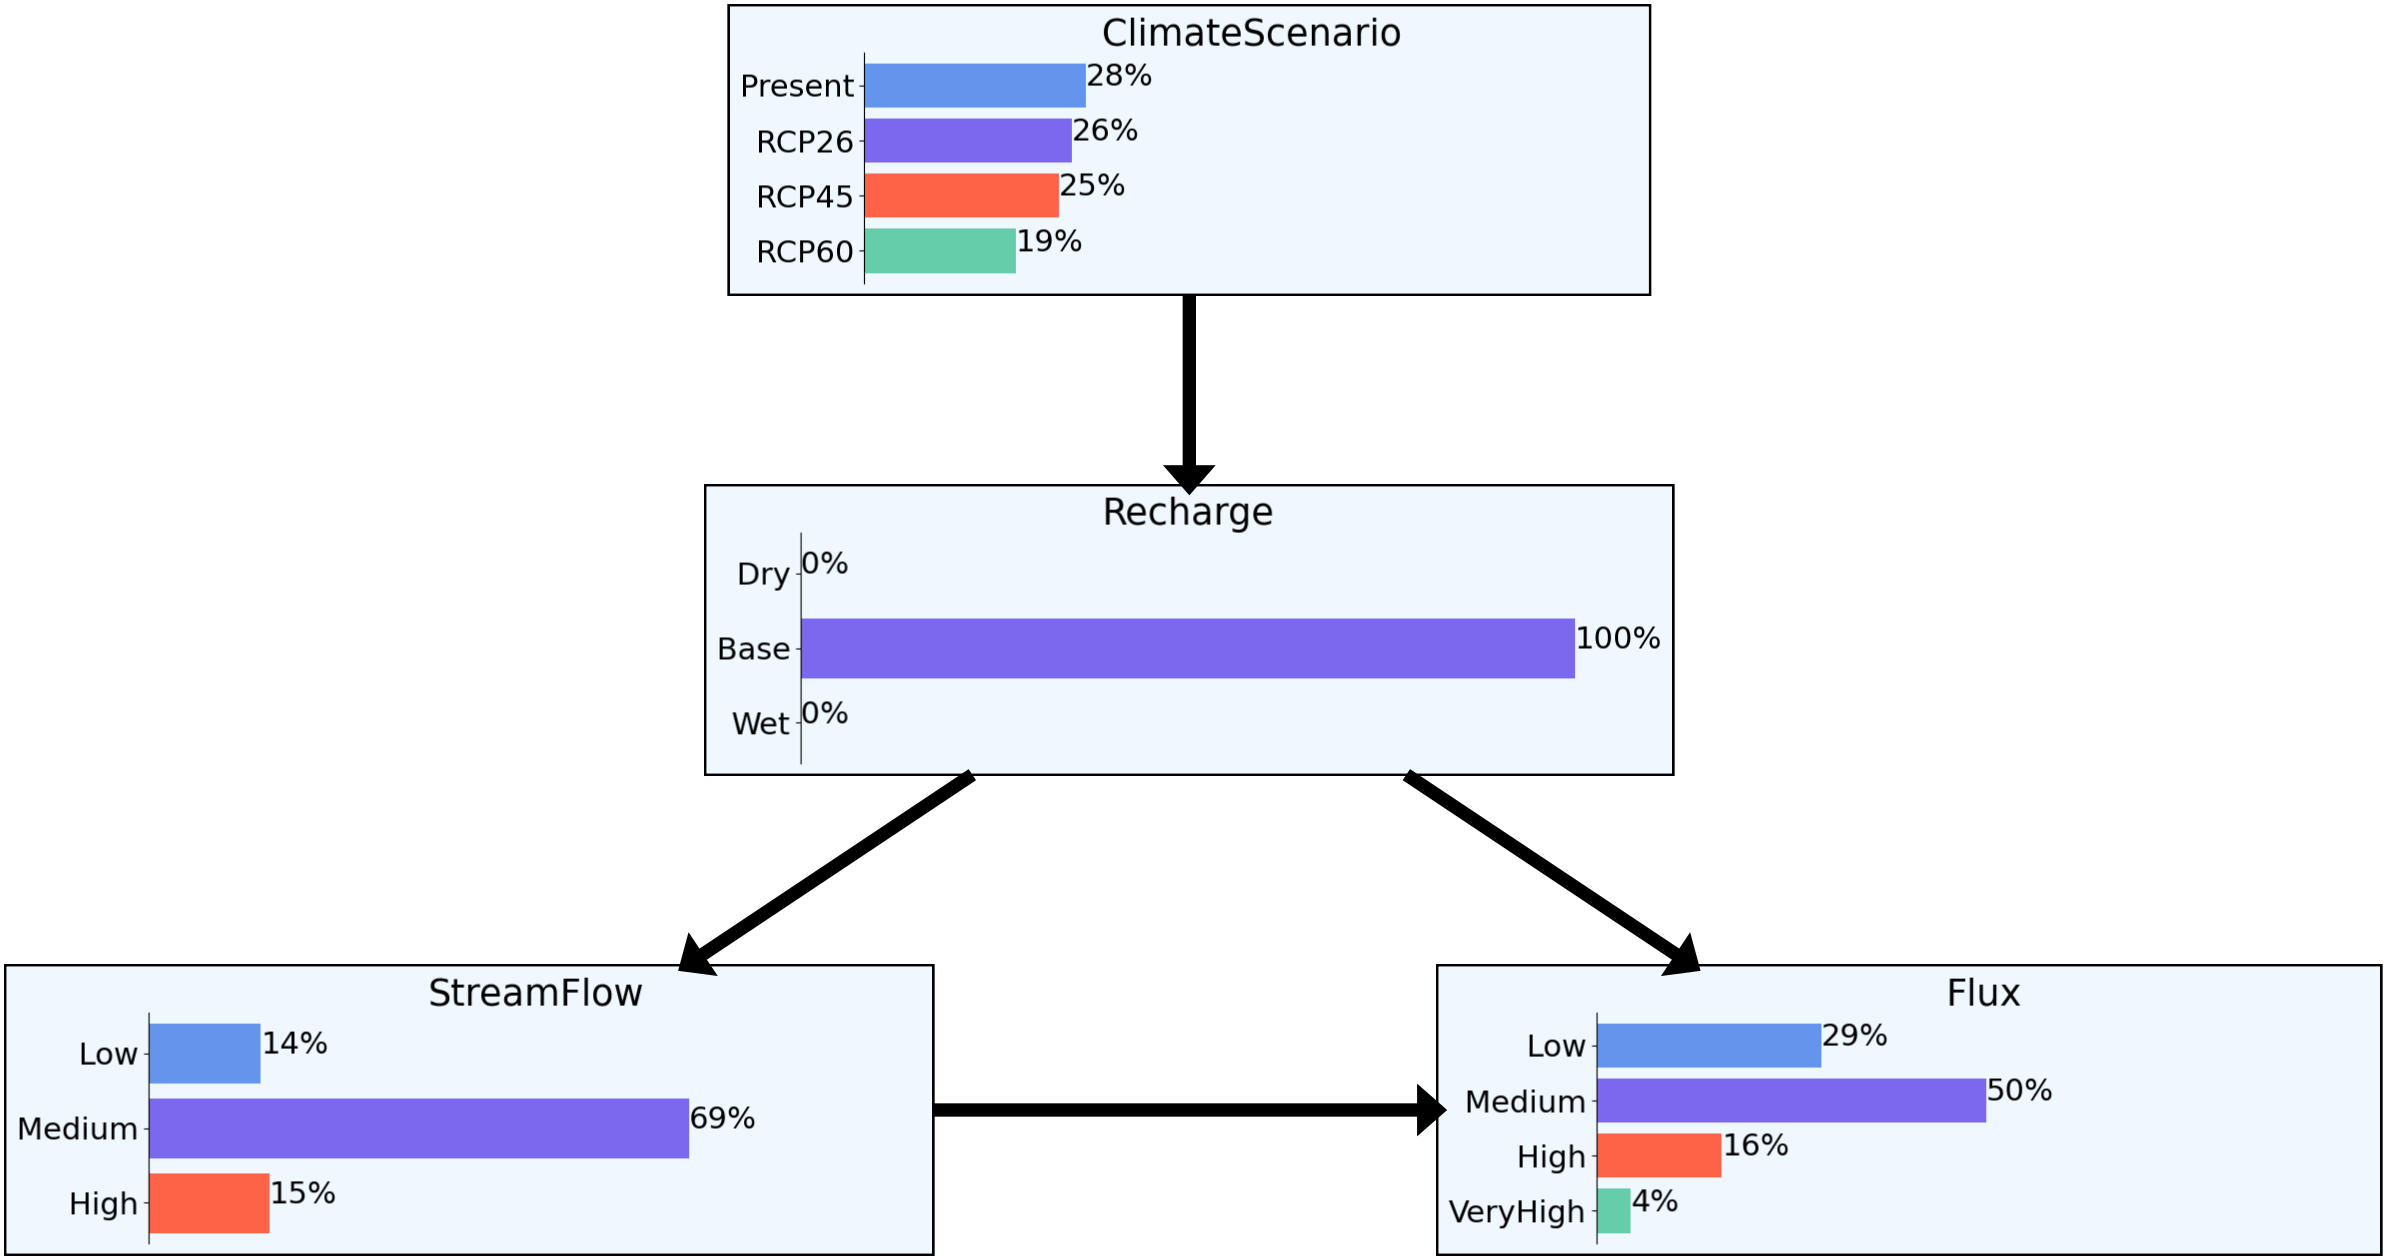 ClimateScenario
Present 28%
RCP26 26%
RCP45 25%
RCP60 19%
Recharge
Dry 0%
Base 100%
Wet 0%
StreamFlow
Low 14%
Medium 69%
High 15%
Flux
Low 29%
Medium 50%
High 16%
VeryHigh 4%